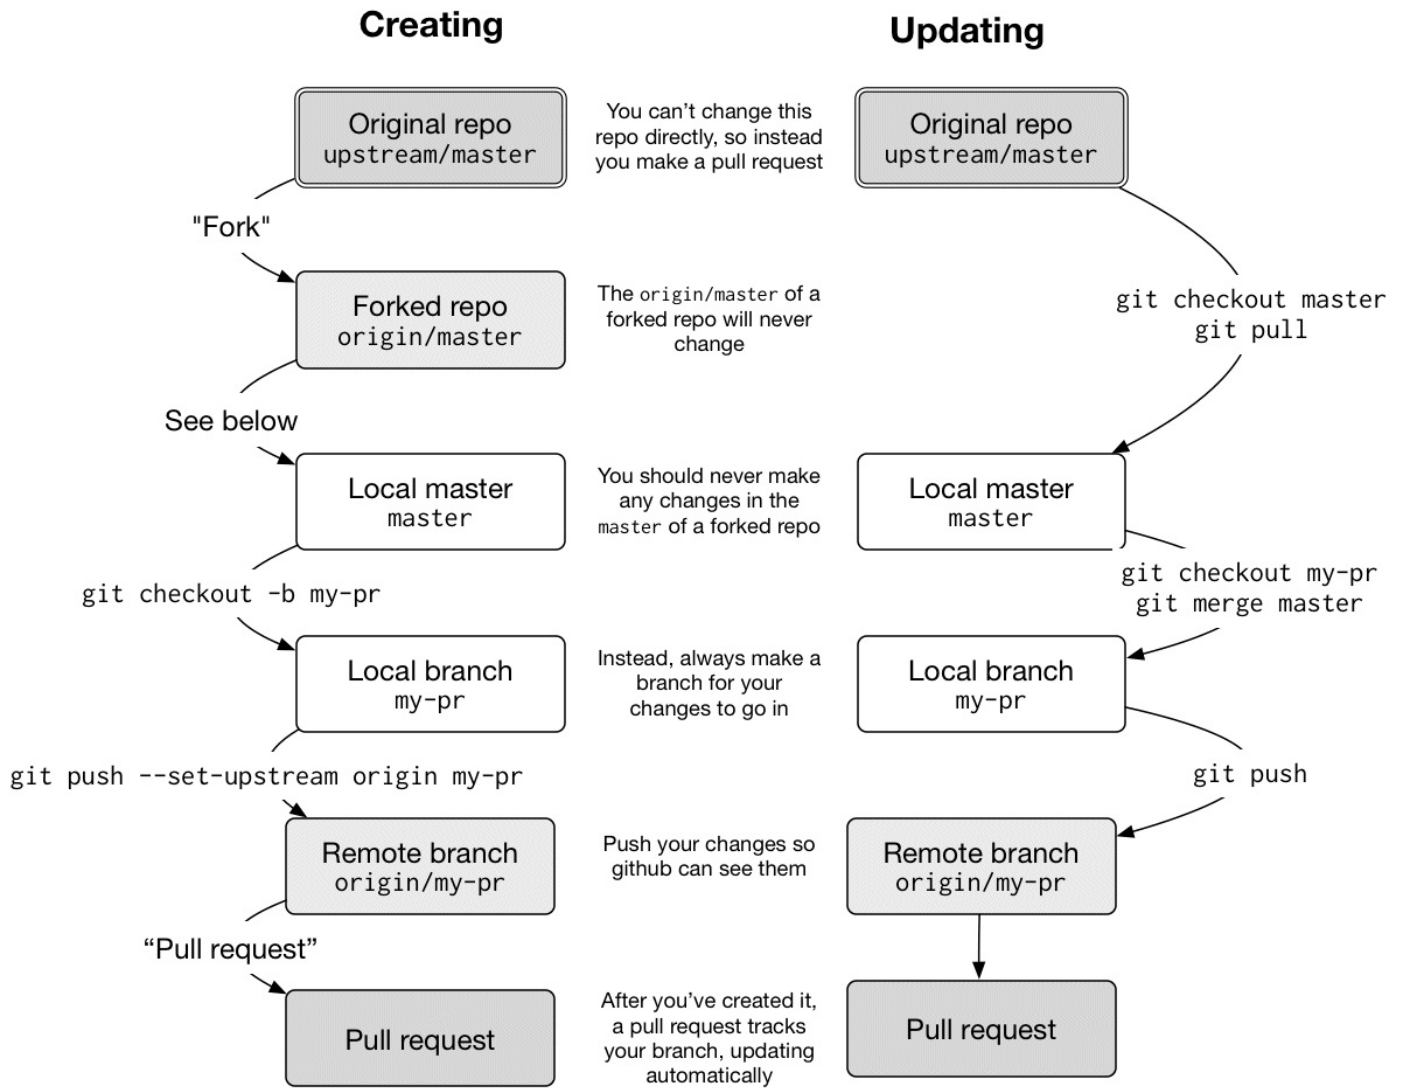 Creating
Updating
Original repo
upstream/master
You can’t change this
repo directly, so instead
you make a pull request
Original repo
upstream/master
"Fork"
Forked repo
origin/master
The origin/master of a
forked repo will never
change
git checkout master
git pull
See below
Local master
master
You should never make
any changes in the
master of a forked repo
Local master
master
git checkout -b my-pr
git checkout my-pr
git merge master
Local branch
my-pr
Instead, always make a
branch for your
changes to go in
Local branch
my-pr
git push --set-upstream origin my-pr
git push
Remote branch
origin/my-pr
Push your changes so
github can see them
Remote branch
origin/my-pr
“Pull request”
Pull request
After you’ve created it,
a pull request tracks
your branch, updating
automatically
Pull request